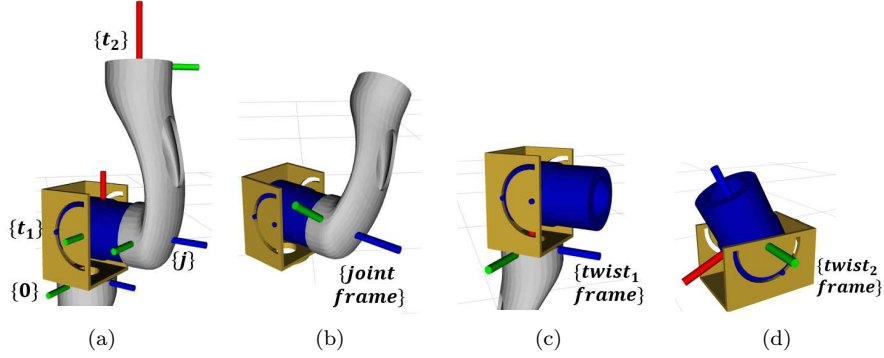 {t₂}
{t₁}
{0}
{j}
{joint
frame}
{twist₁
frame}
{twist₂
frame}
(a)
(b)
(c)
(d)